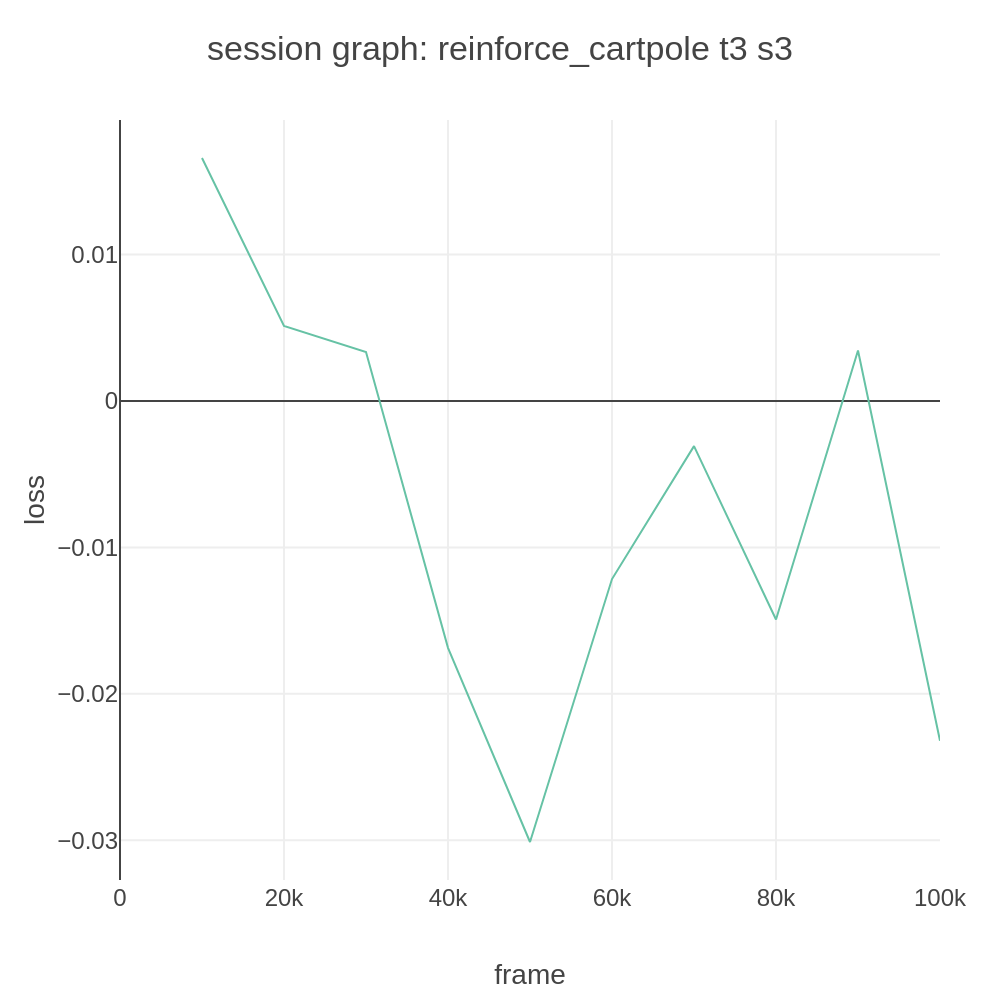 session graph: reinforce_cartpole t3 s3
0.01
0
−0.01
−0.02
−0.03
loss
0 20k 40k 60k 80k 100k
frame